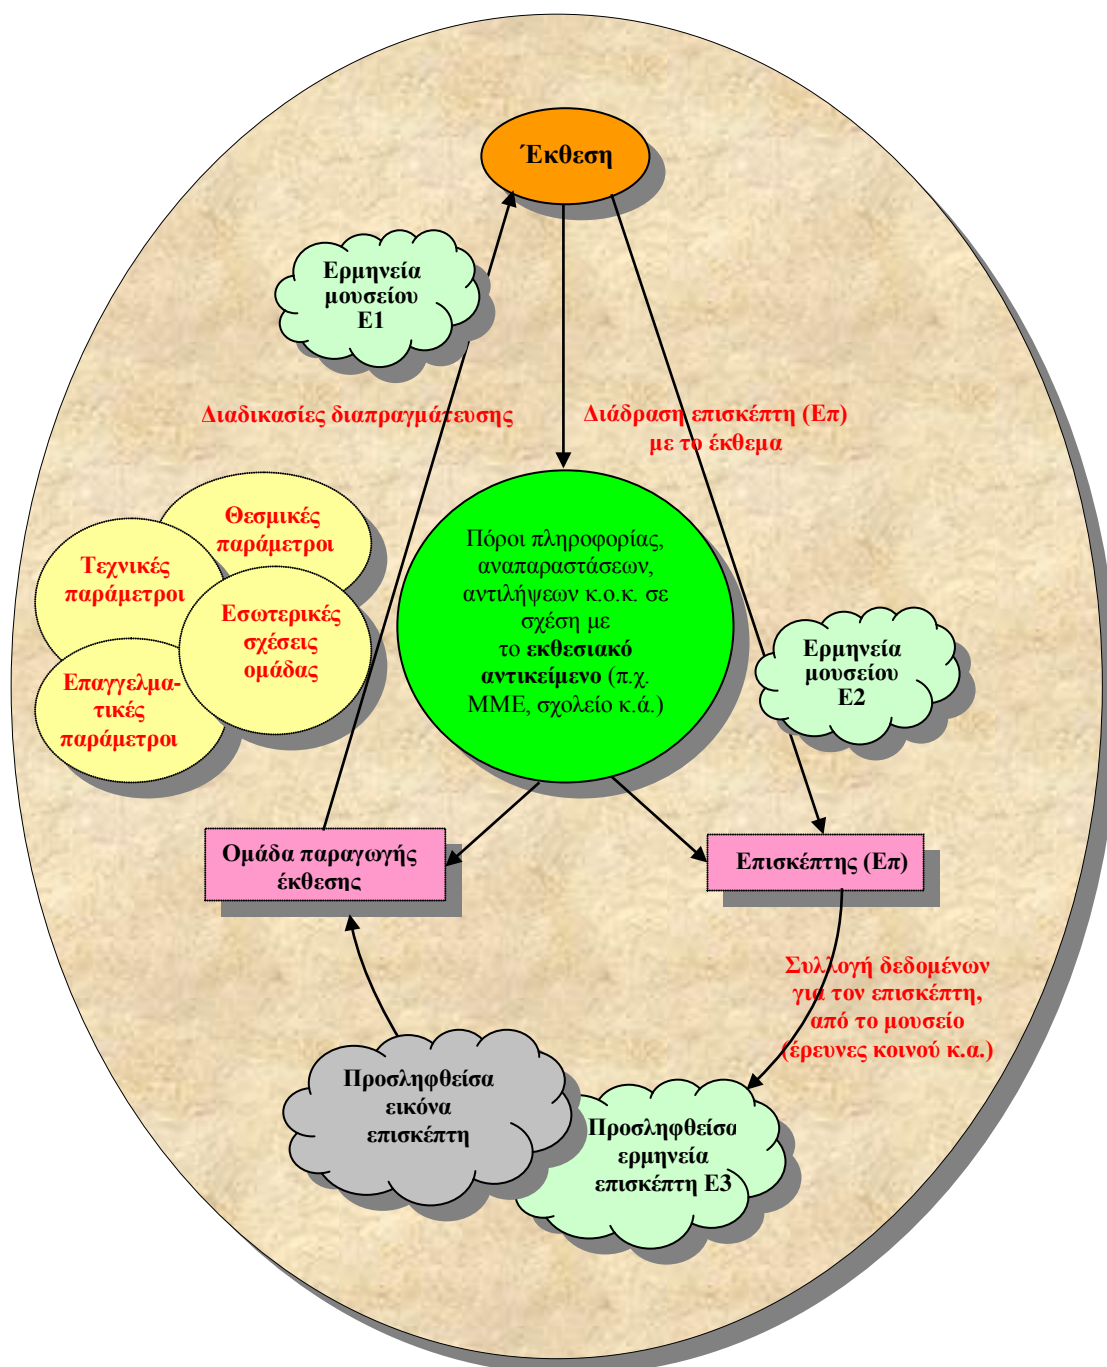 Έκθεση
Ερμηνεία
μουσείου
Ε1
Διαδικασίες διαπραγμάτευσης
Διάδραση επισκέπτη (Επ)
με το έκθεμα
Θεσμικές
παράμετροι
Τεχνικές
παράμετροι
Εσωτερικές
σχέσεις
ομάδας
Επαγγελμα-
τικές
παράμετροι
Πόροι πληροφορίας,
αναπαραστάσεων,
αντιλήψεων κ.ο.κ. σε
σχέση με
το εκθεσιακό
αντικείμενο (π.χ.
ΜΜΕ, σχολείο κ.ά.)
Ερμηνεία
μουσείου
Ε2
Ομάδα παραγωγής
έκθεσης
Επισκέπτης (Επ)
Συλλογή δεδομένων
για τον επισκέπτη,
από το μουσείο
(έρευνες κοινού κ.α.)
Προσληφθείσα
εικόνα
επισκέπτη
Προσληφθείσα
ερμηνεία
επισκέπτη Ε3